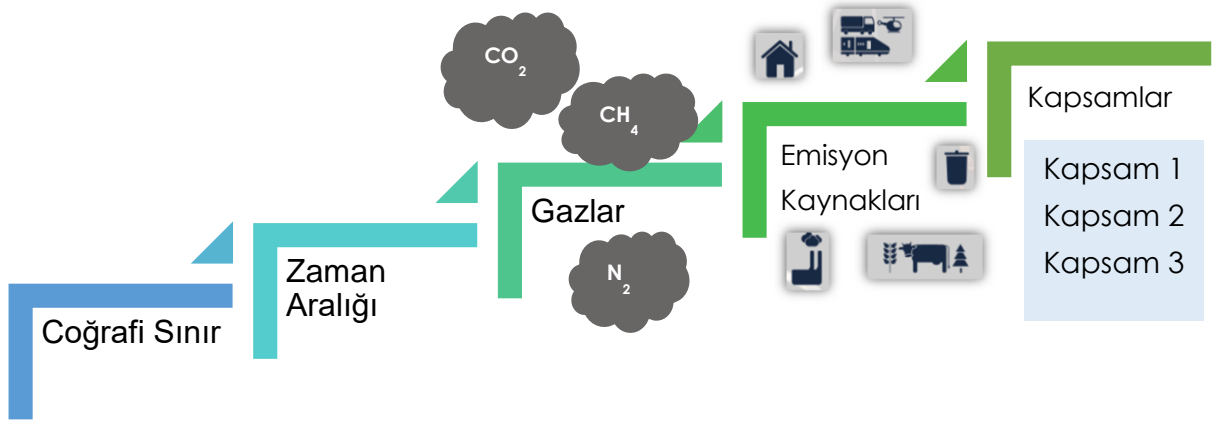 Coğrafi Sınır
Zaman
Aralığı
Gazlar
CO₂
CH₄
N₂
Emisyon
Kaynakları
Kapsamlar
Kapsam 1
Kapsam 2
Kapsam 3